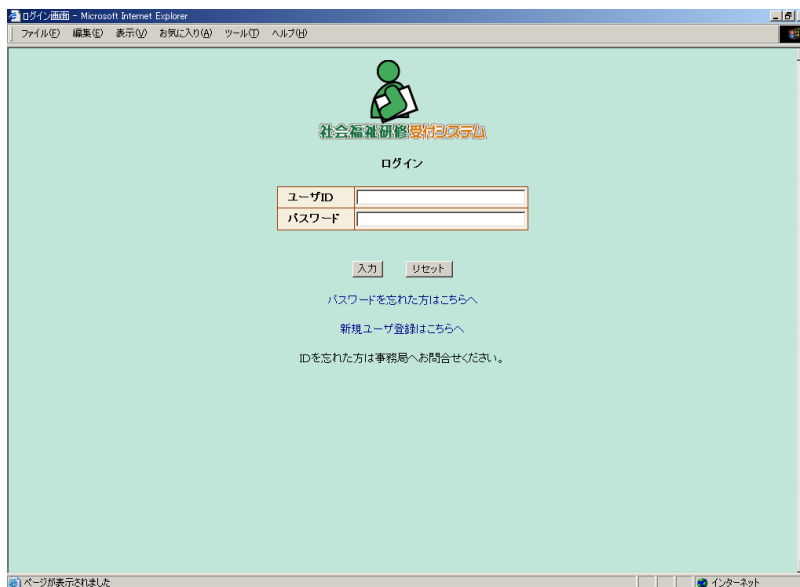 ログイン画面 - Microsoft Internet Explorer
ファイル(F) 編集(E) 表示(V) お気に入り(A) ツール(T) ヘルプ(H)
社会福祉研修受付システム
ログイン
ユーザID
パスワード
入力 リセット
パスワードを忘れた方はこちらへ
新規ユーザ登録はこちらへ
IDを忘れた方は事務局へお問合せください。
ページが表示されました インターネット